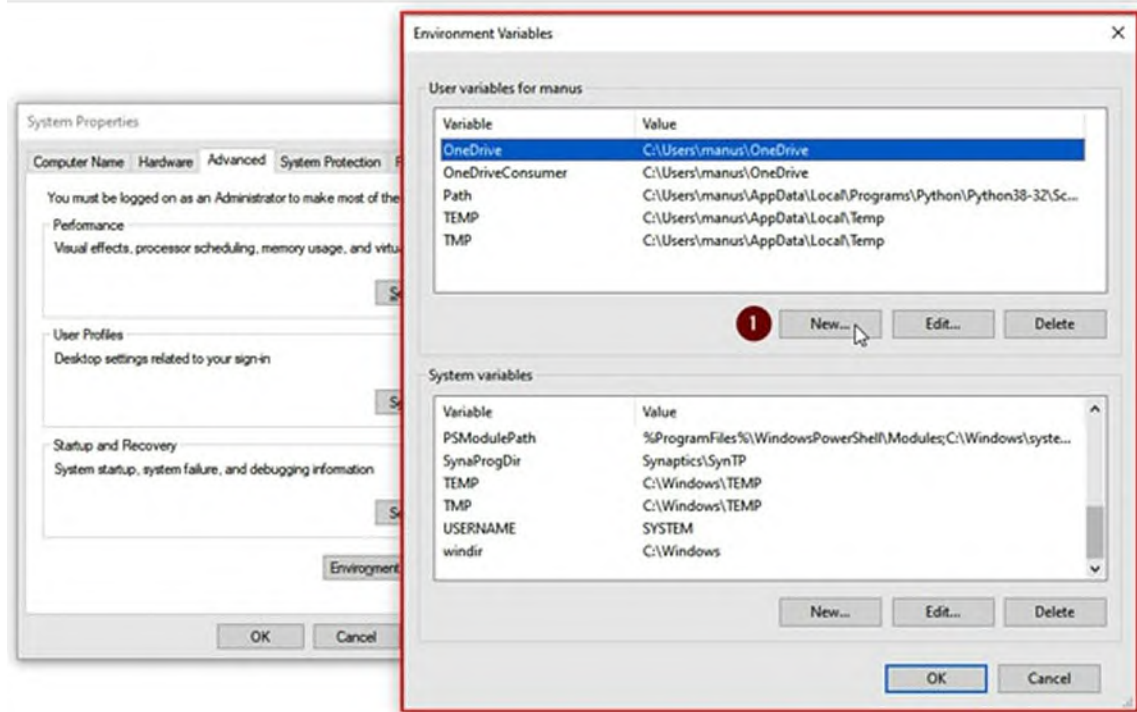 Environment Variables
User variables for manus
Variable Value
OneDrive C:\Users\manus\OneDrive
OneDriveConsumer C:\Users\manus\OneDrive
Path C:\Users\manus\AppData\Local\Programs\Python\Python38-32\Sc...
TEMP C:\Users\manus\AppData\Local\Temp
TMP C:\Users\manus\AppData\Local\Temp
1
New... Edit... Delete
System variables
Variable Value
PSModulePath %ProgramFiles%\WindowsPowerShell\Modules;C:\Windows\syste...
SynaProgDir Synaptics\SynTP
TEMP C:\Windows\TEMP
TMP C:\Windows\TEMP
USERNAME SYSTEM
windir C:\Windows
New... Edit... Delete
OK Cancel
System Properties
Computer Name Hardware Advanced System Protection
You must be logged on as an Administrator to make most of the
Performance
Visual effects, processor scheduling, memory usage, and virtu
User Profiles
Desktop settings related to your sign-in
Startup and Recovery
System startup, system failure, and debugging information
Environment
OK Cancel